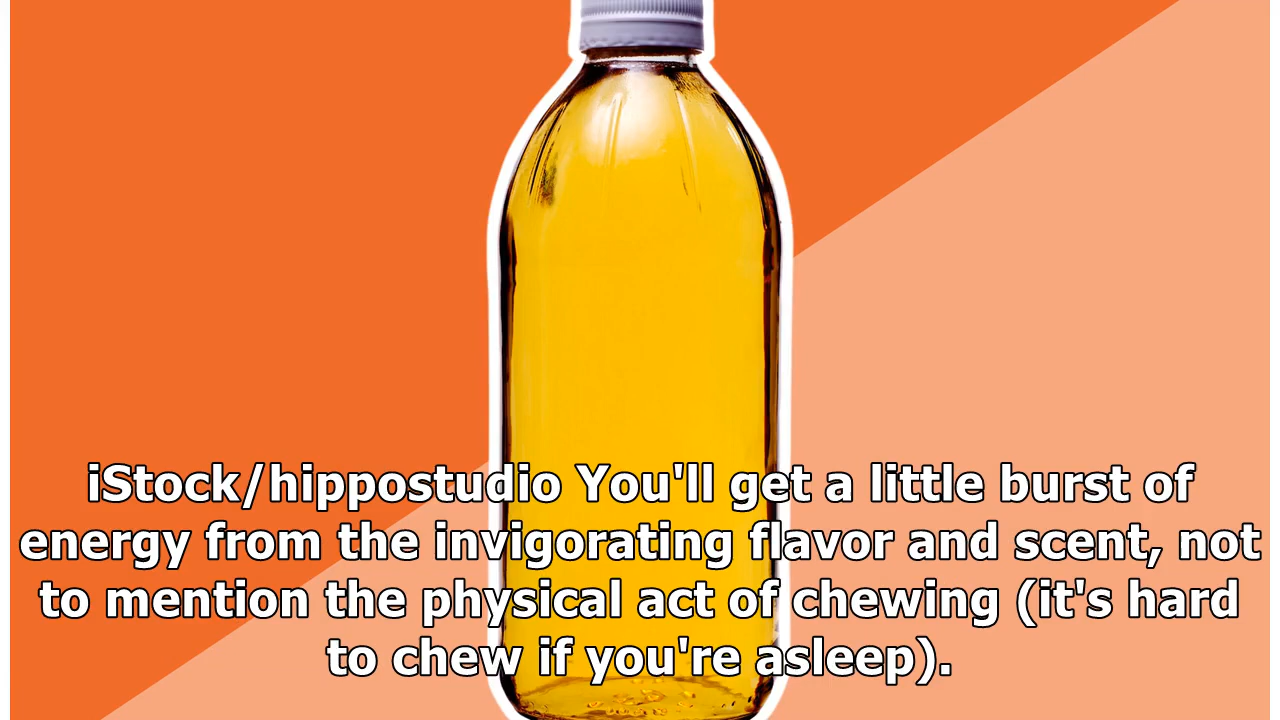 iStock/hippostudio You'll get a little burst of
energy from the invigorating flavor and scent, not
to mention the physical act of chewing (it's hard
to chew if you're asleep).